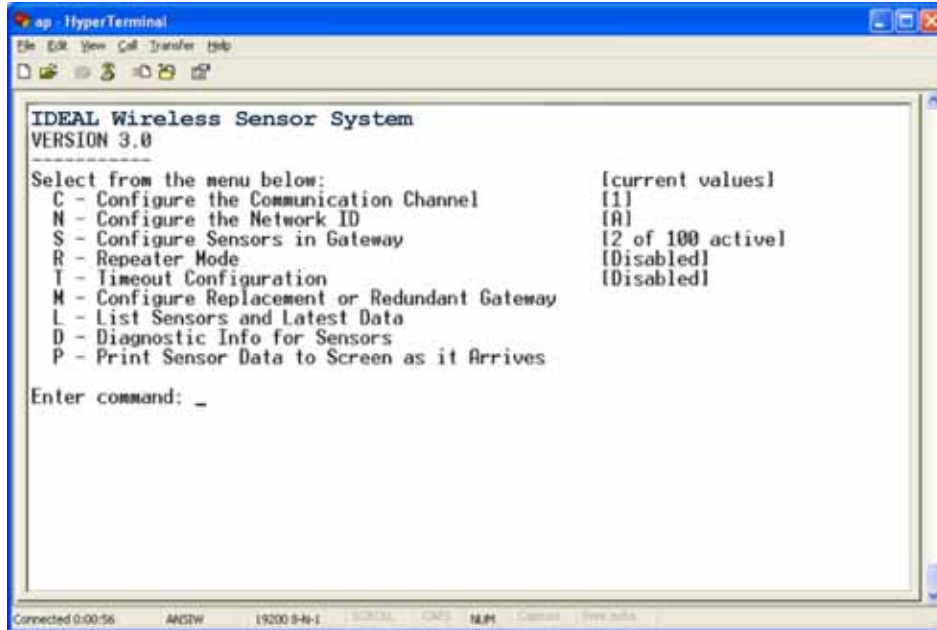 ap - HyperTerminal
File Edit View Call Transfer Help
IDEAL Wireless Sensor System
VERSION 3.0
-----------
Select from the menu below: [current values]
C - Configure the Communication Channel [1]
N - Configure the Network ID [A]
S - Configure Sensors in Gateway [2 of 100 active]
R - Repeater Mode [Disabled]
T - Timeout Configuration [Disabled]
M - Configure Replacement or Redundant Gateway
L - List Sensors and Latest Data
D - Diagnostic Info for Sensors
P - Print Sensor Data to Screen as it Arrives
Enter command: _
Connected 0:00:56 ANSIW 19200 8-N-1 SCROLL CAPS NUM Capture Print echo